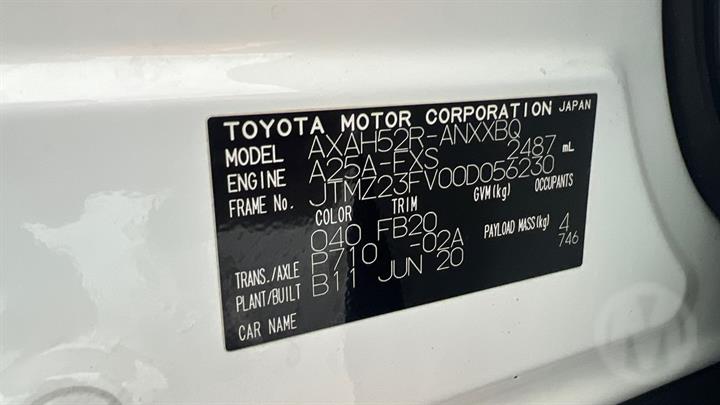 TOYOTA MOTOR CORPORATION JAPAN
MODEL AXAH52R-ANXXBQ
ENGINE A25A-FXS 2487 mL
FRAME No. JTMZ23FV00D056230
COLOR TRIM GVM(kg) OCCUPANTS
040 FB20 4
TRANS./AXLE P710 -02A PAYLOAD MASS(kg) 746
PLANT/BUILT B11 JUN 20
CAR NAME